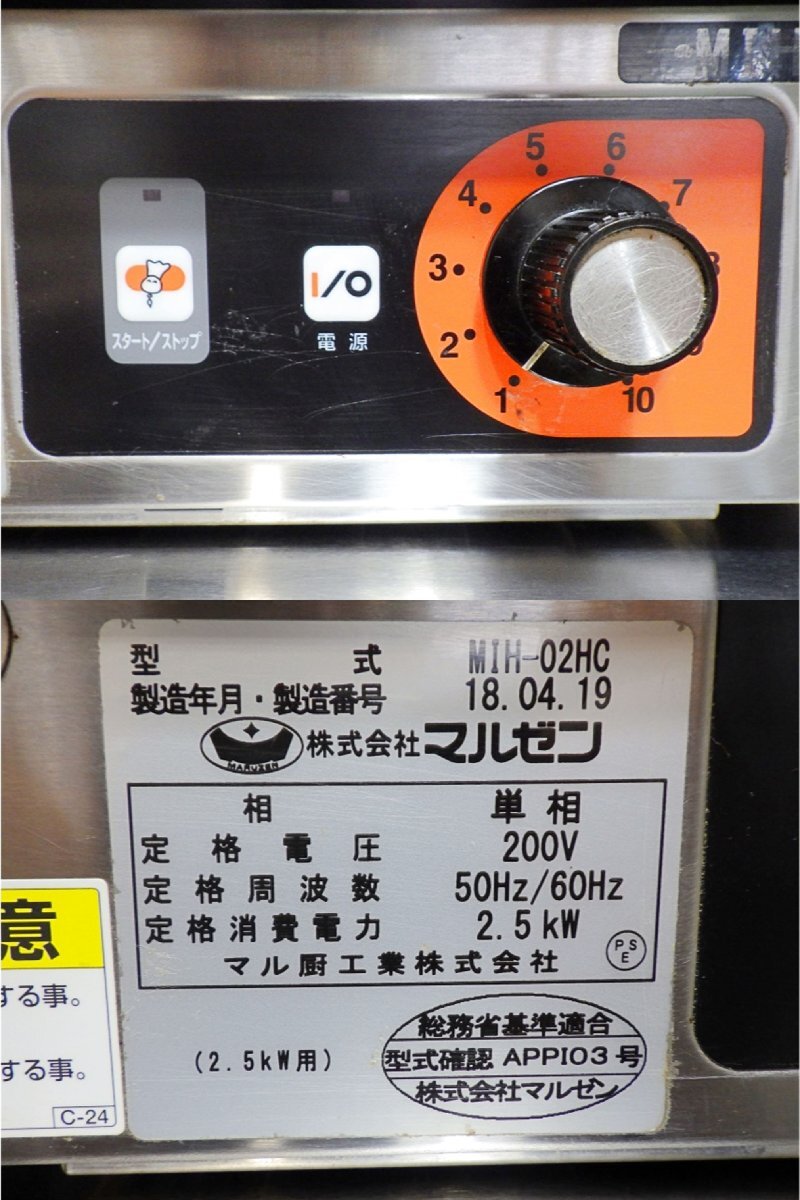 MIH
スタート/ストップ
I/O
電源
1
2
3
4
5
6
7
8
9
10
型式 MIH-02HC
製造年月・製造番号 18.04.19
MARUZEN
株式会社マルゼン
相 単相
定格電圧 200V
定格周波数 50Hz/60Hz
定格消費電力 2.5kW
マル厨工業株式会社
PSE
(2.5kW用)
総務省基準適合
型式確認 APPI03号
株式会社マルゼン
意
する事。
する事。
C-24